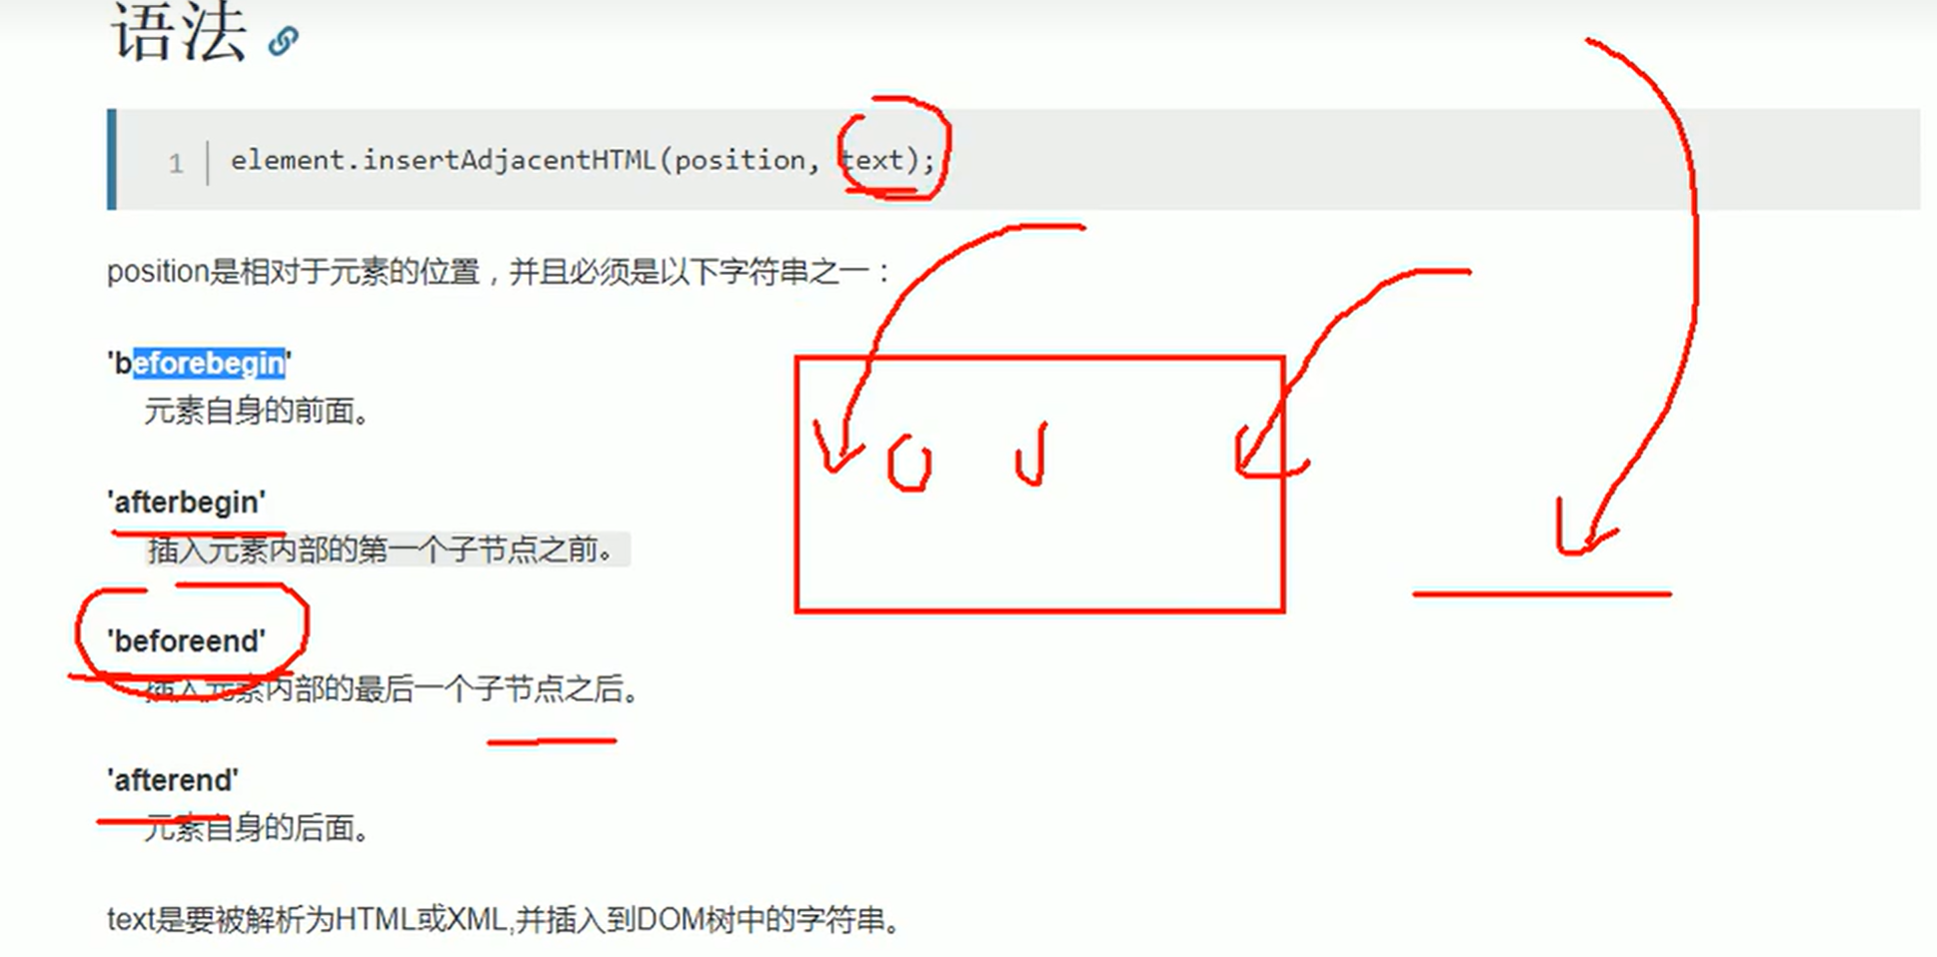 语法
1 element.insertAdjacentHTML(position, text);
position是相对于元素的位置，并且必须是以下字符串之一：
'beforebegin'
元素自身的前面。
'afterbegin'
插入元素内部的第一个子节点之前。
'beforeend'
插入元素内部的最后一个子节点之后。
'afterend'
元素自身的后面。
text是要被解析为HTML或XML,并插入到DOM树中的字符串。